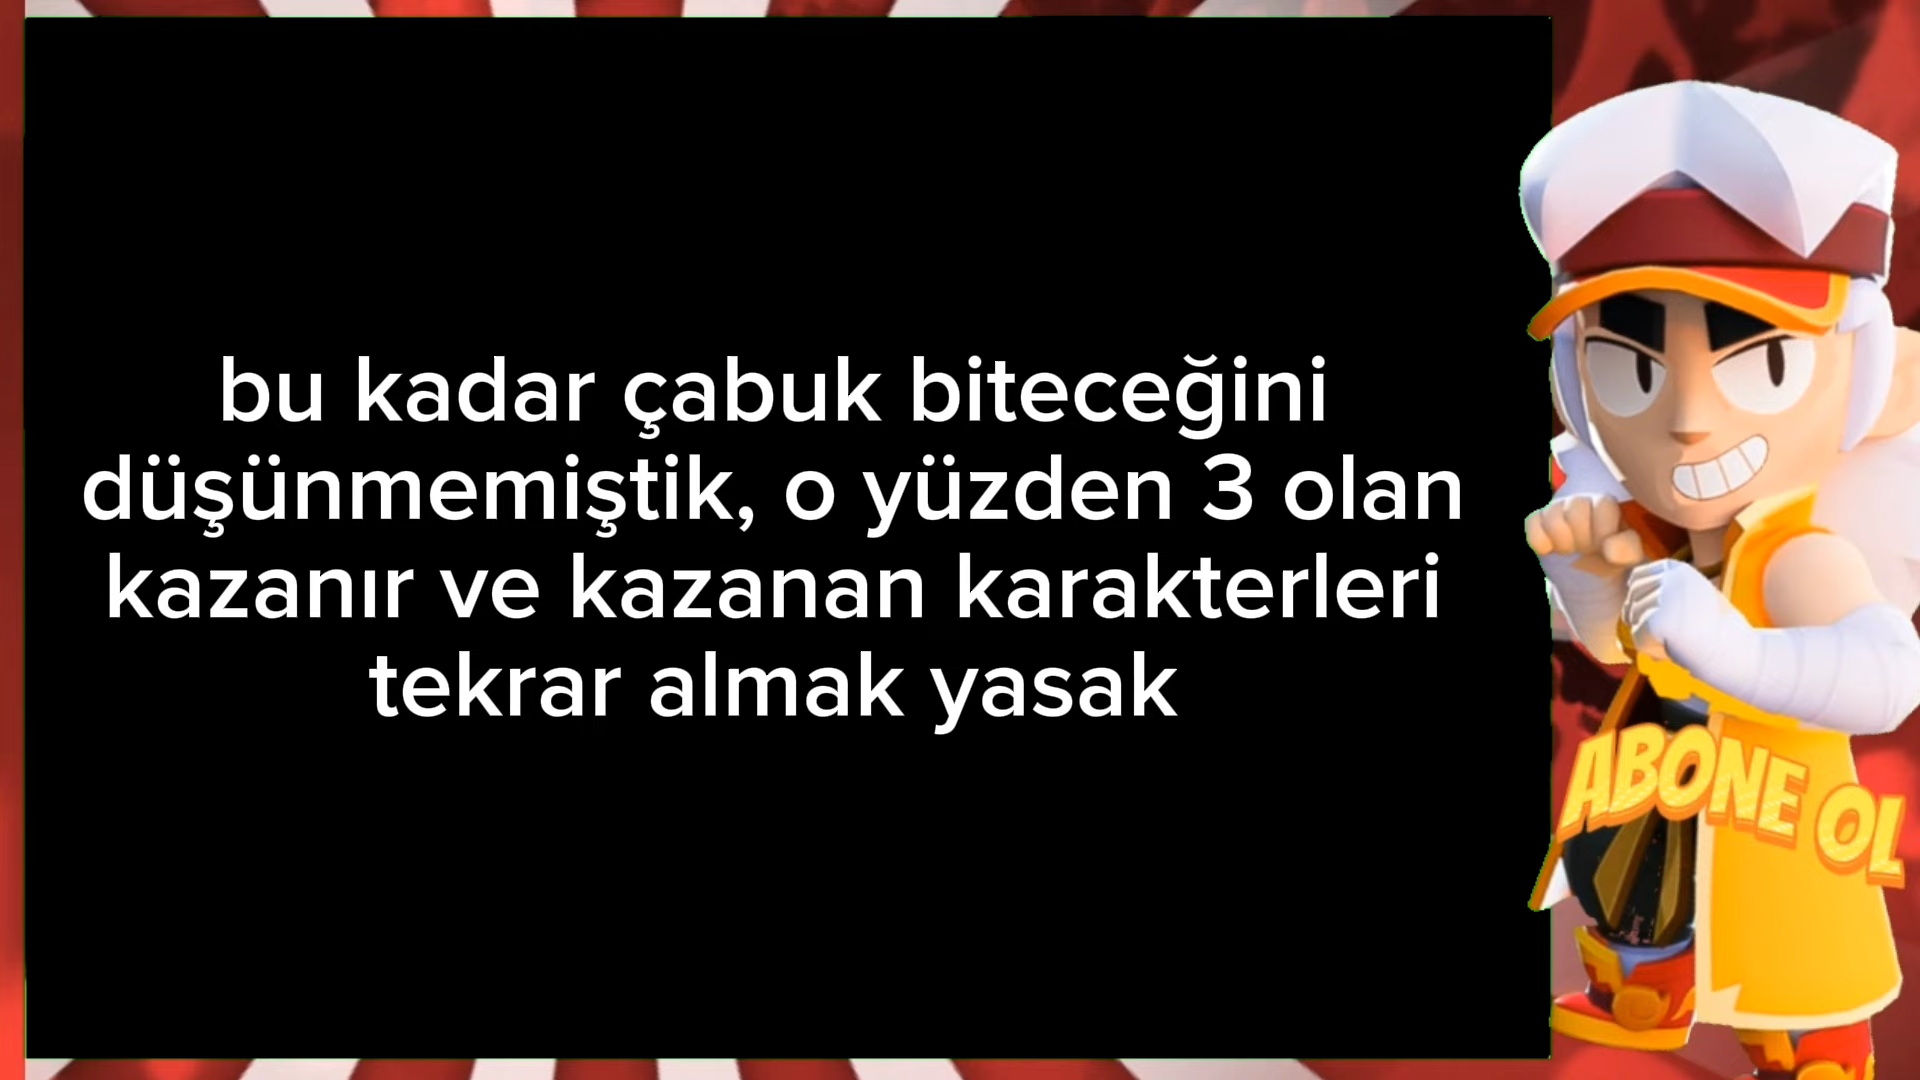 bu kadar çabuk biteceğini
düşünmemiştik, o yüzden 3 olan
kazanır ve kazanan karakterleri
tekrar almak yasak
ABONE OL